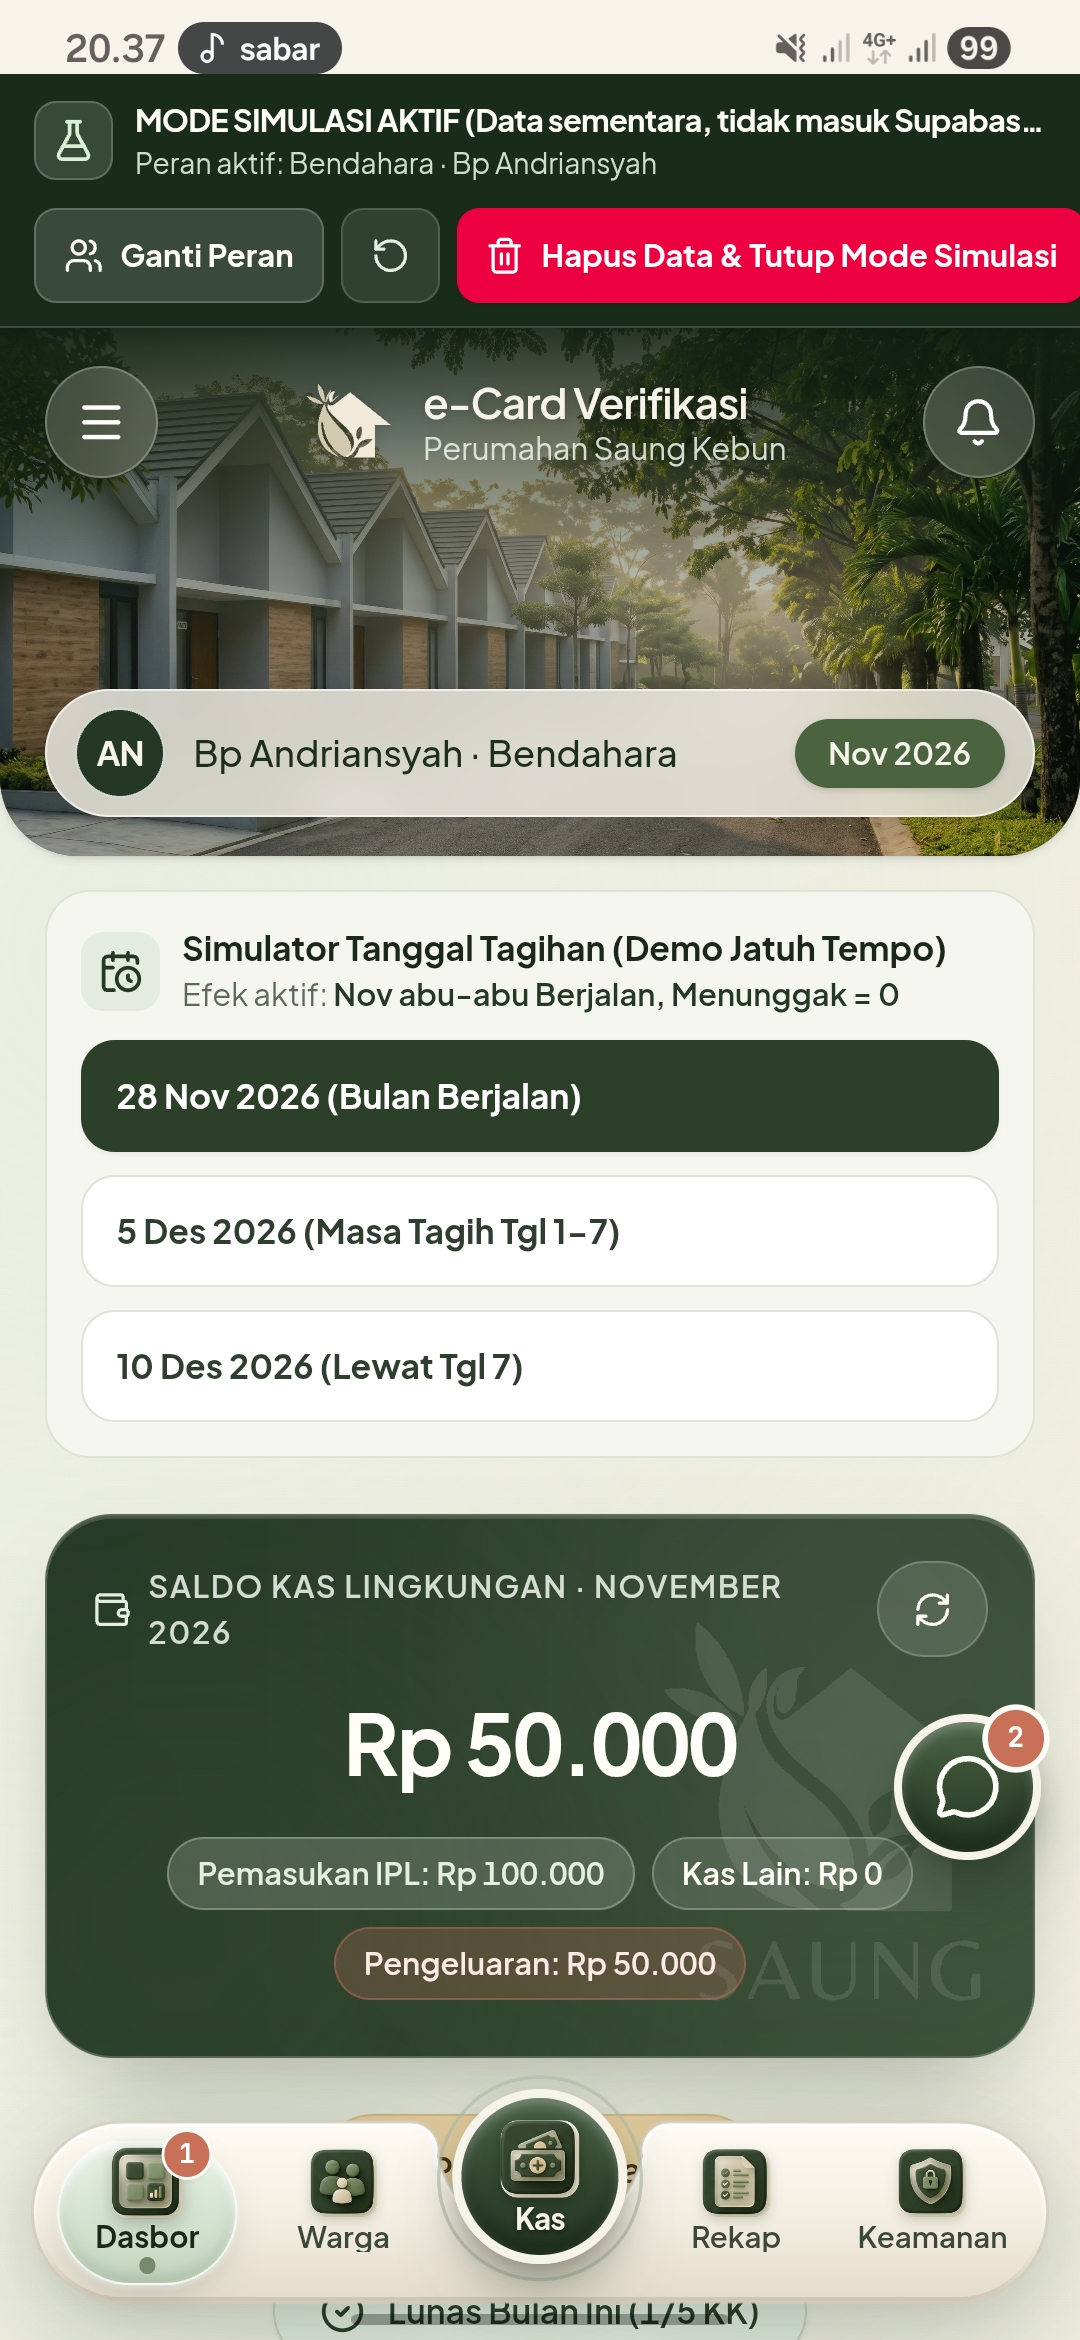 20.37
sabar
4G+
99
MODE SIMULASI AKTIF (Data sementara, tidak masuk Supabas...
Peran aktif: Bendahara · Bp Andriansyah
Ganti Peran
Hapus Data & Tutup Mode Simulasi
e-Card Verifikasi
Perumahan Saung Kebun
AN
Bp Andriansyah · Bendahara
Nov 2026
Simulator Tanggal Tagihan (Demo Jatuh Tempo)
Efek aktif: Nov abu-abu Berjalan, Menunggak = 0
28 Nov 2026 (Bulan Berjalan)
5 Des 2026 (Masa Tagih Tgl 1-7)
10 Des 2026 (Lewat Tgl 7)
SALDO KAS LINGKUNGAN · NOVEMBER
2026
Rp 50.000
2
Pemasukan IPL: Rp 100.000
Kas Lain: Rp 0
Pengeluaran: Rp 50.000
SAUNG
1
Dasbor
Warga
Kas
Rekap
Keamanan
Lunas Bulan Ini (1/5 KK)